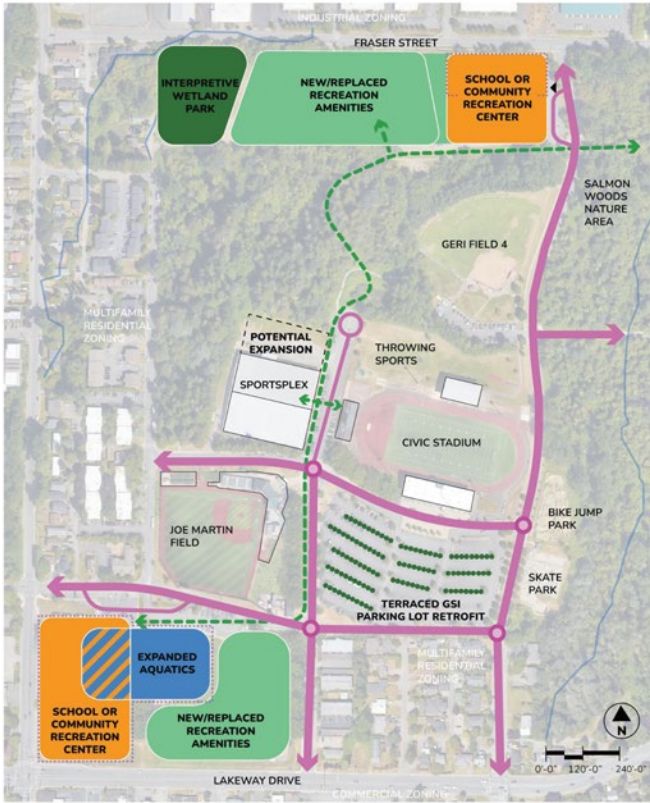 INDUSTRIAL ZONING
FRASER STREET
INTERPRETIVE
WETLAND
PARK
NEW/REPLACED
RECREATION
AMENITIES
SCHOOL OR
COMMUNITY
RECREATION
CENTER
SALMON
WOODS
NATURE
AREA
GERI FIELD 4
MULTIFAMILY
RESIDENTIAL
ZONING
POTENTIAL
EXPANSION
THROWING
SPORTS
SPORTSPLEX
CIVIC STADIUM
JOE MARTIN
FIELD
BIKE JUMP
PARK
SKATE
PARK
TERRACED GSI
PARKING LOT RETROFIT
MULTIFAMILY
RESIDENTIAL
ZONING
EXPANDED
AQUATICS
SCHOOL OR
COMMUNITY
RECREATION
CENTER
NEW/REPLACED
RECREATION
AMENITIES
N
0'-0" 120'-0" 240'-0"
LAKEWAY DRIVE
COMMERCIAL ZONING